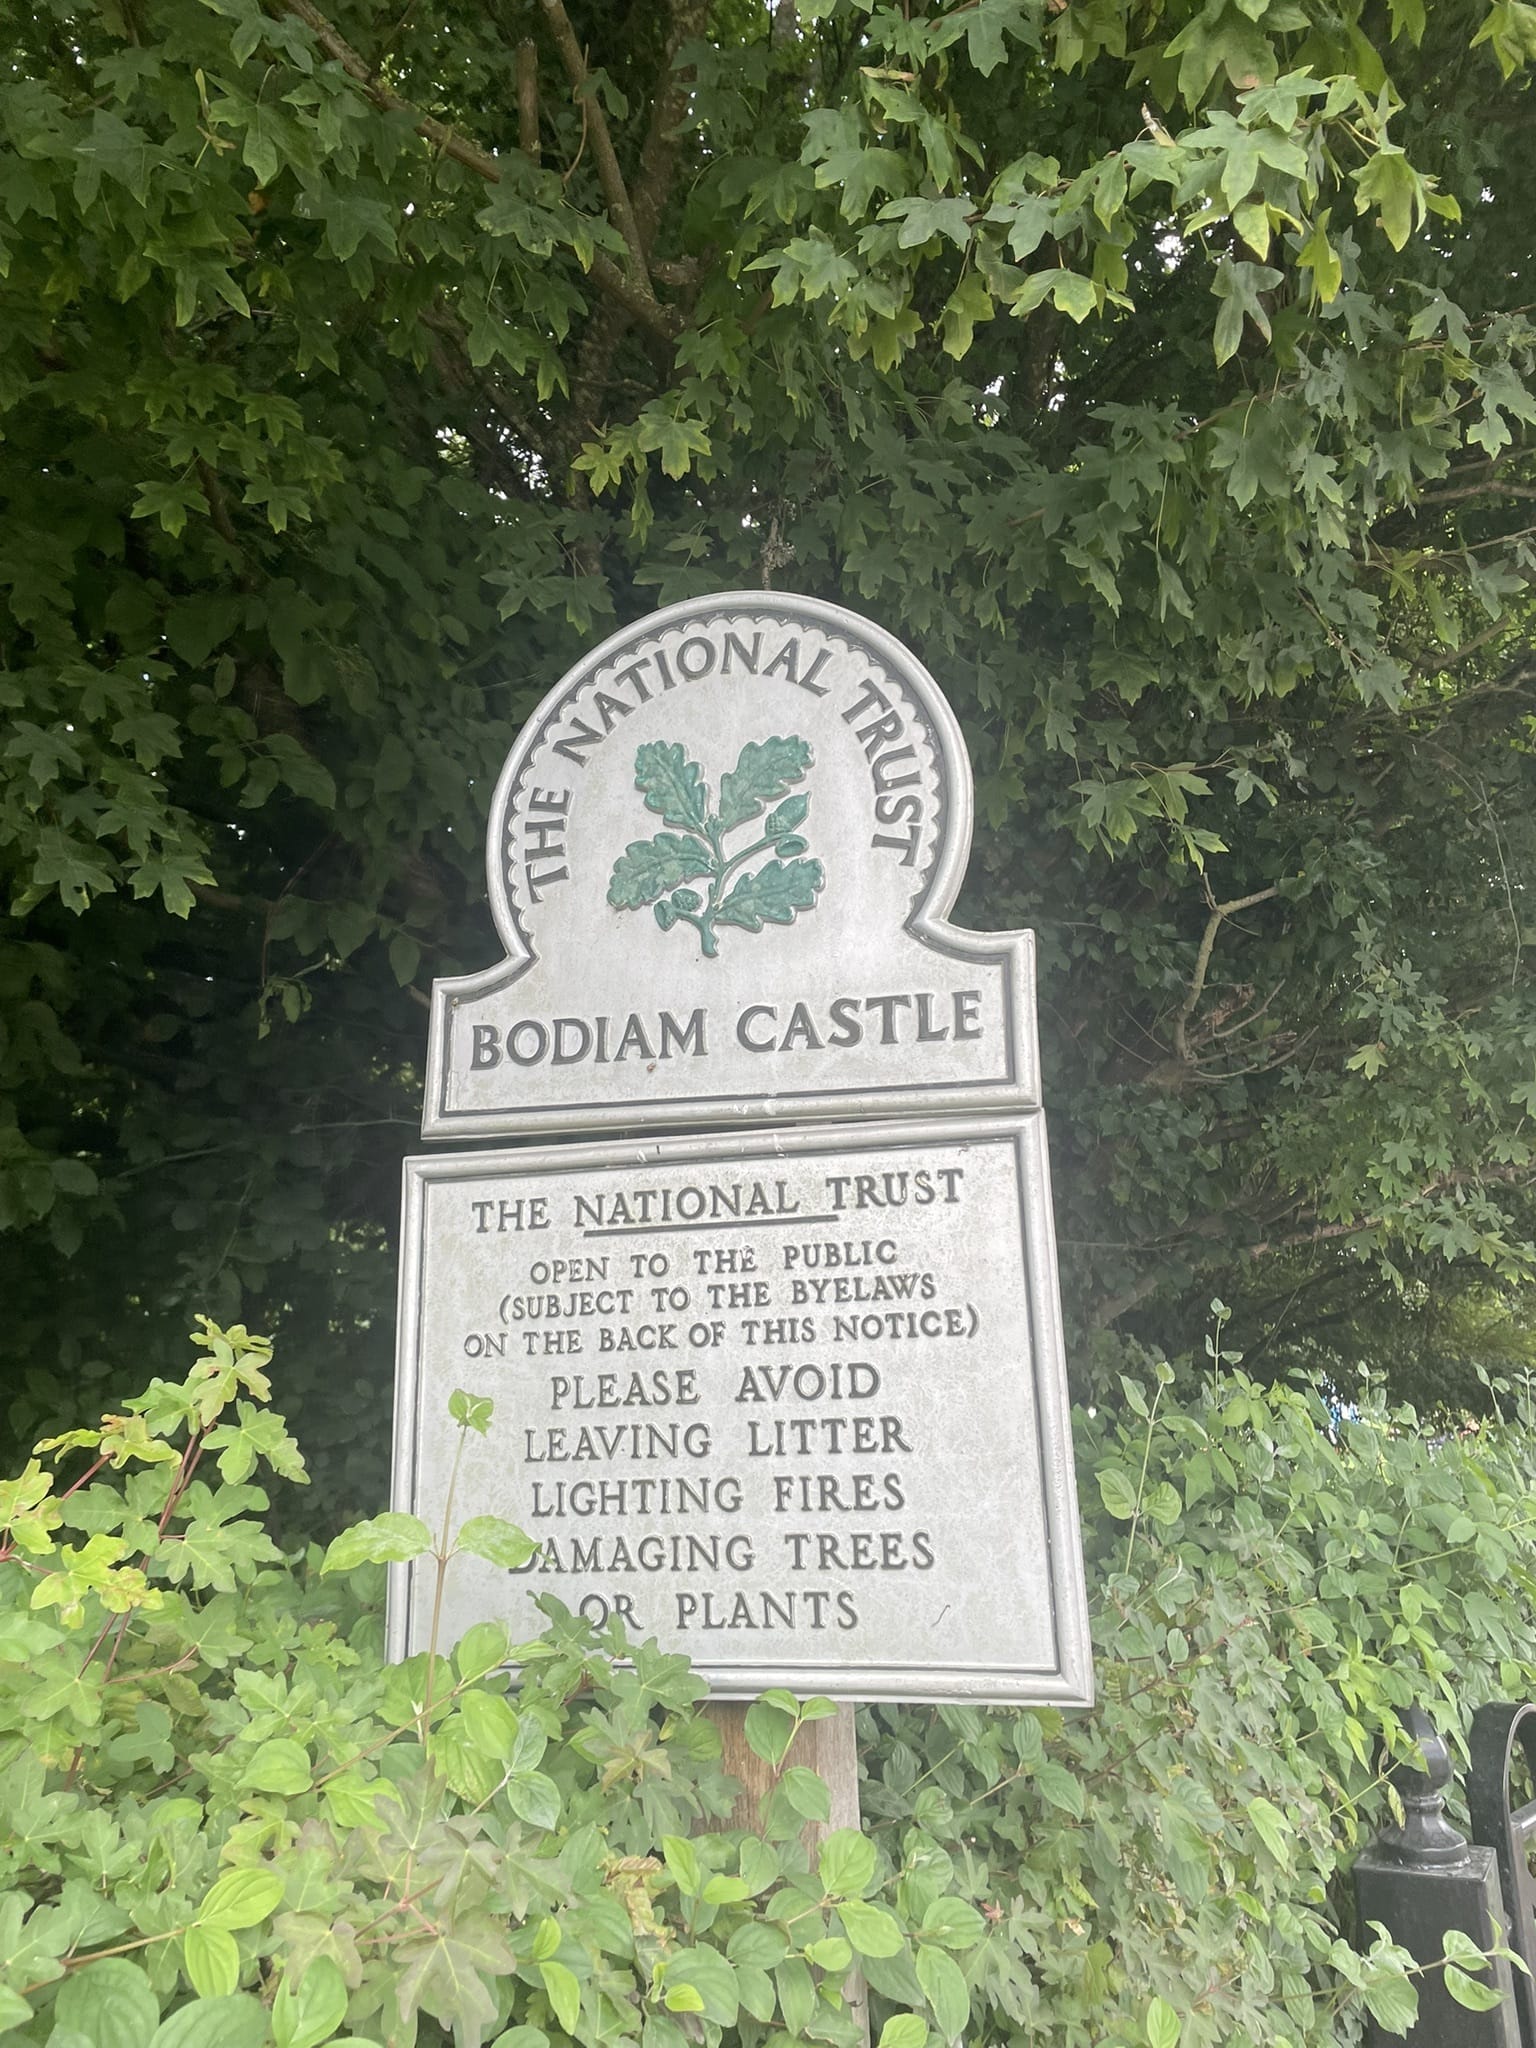 THE NATIONAL TRUST
BODIAM CASTLE
THE NATIONAL TRUST
OPEN TO THE PUBLIC
(SUBJECT TO THE BYELAWS
ON THE BACK OF THIS NOTICE)
PLEASE AVOID
LEAVING LITTER
LIGHTING FIRES
DAMAGING TREES
OR PLANTS